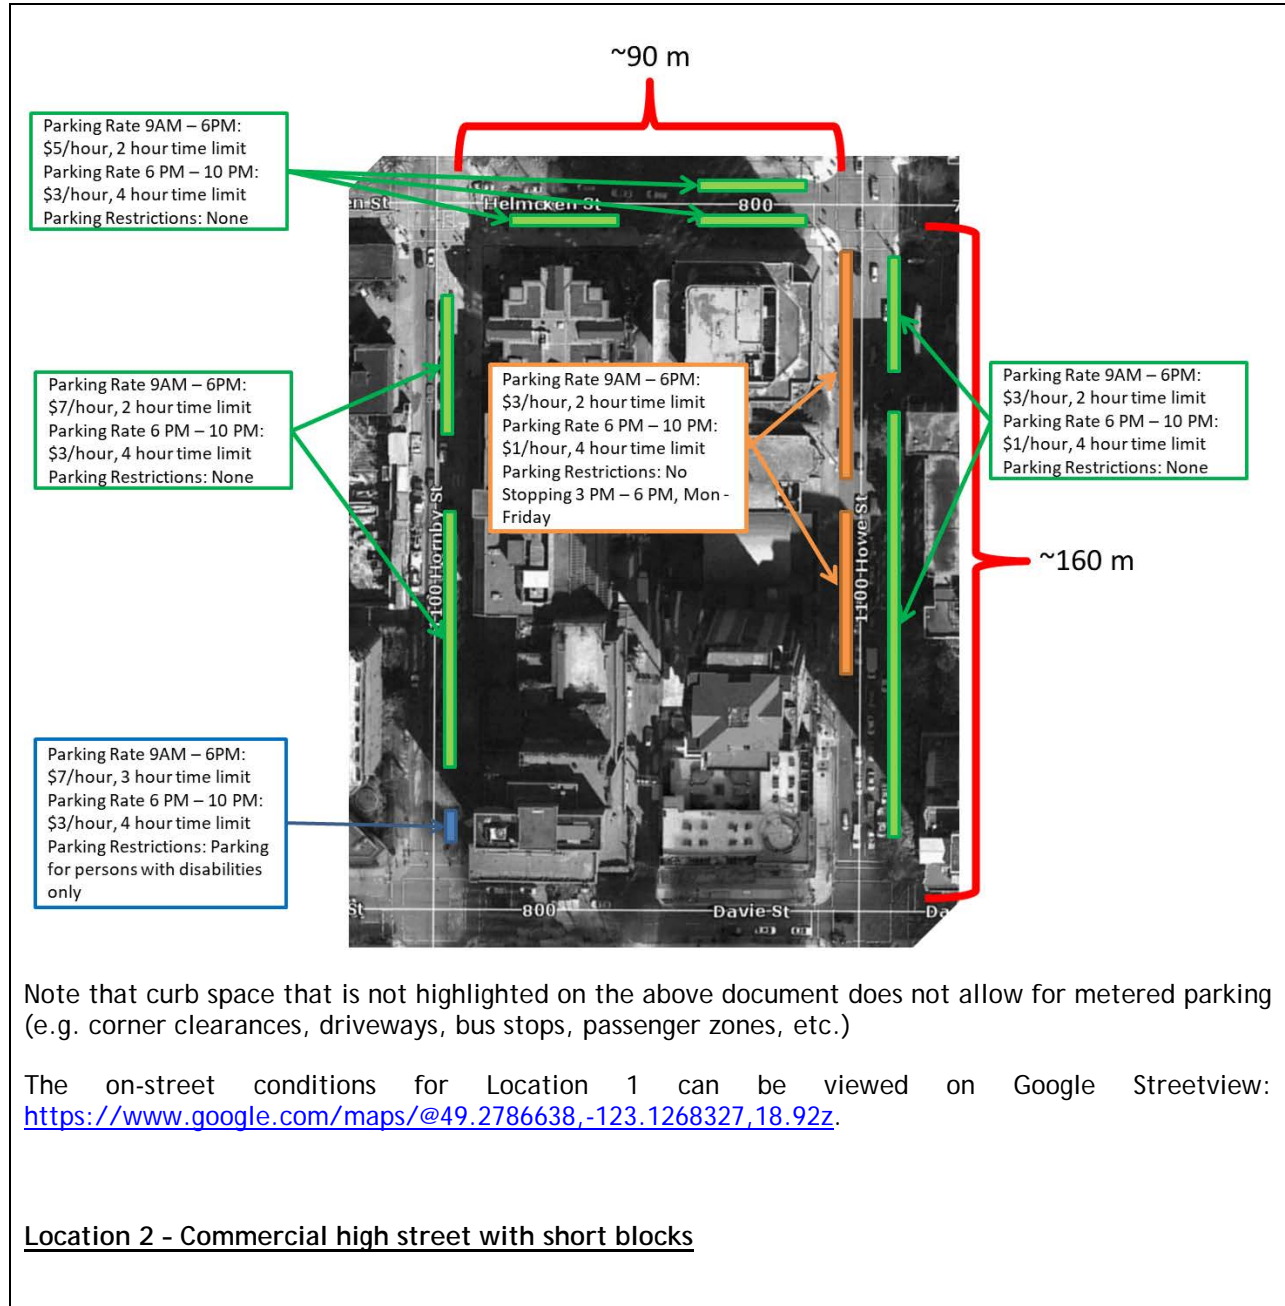 ~90 m
Parking Rate 9AM – 6PM:
$5/hour, 2 hour time limit
Parking Rate 6 PM – 10 PM:
$3/hour, 4 hour time limit
Parking Restrictions: None
en St
Helmcken St
800
7
Parking Rate 9AM – 6PM:
$7/hour, 2 hour time limit
Parking Rate 6 PM – 10 PM:
$3/hour, 4 hour time limit
Parking Restrictions: None
Parking Rate 9AM – 6PM:
$3/hour, 2 hour time limit
Parking Rate 6 PM – 10 PM:
$1/hour, 4 hour time limit
Parking Restrictions: No
Stopping 3 PM – 6 PM, Mon -
Friday
Parking Rate 9AM – 6PM:
$3/hour, 2 hour time limit
Parking Rate 6 PM – 10 PM:
$1/hour, 4 hour time limit
Parking Restrictions: None
1100 Hornby St
1100 Howe St
~160 m
Parking Rate 9AM – 6PM:
$7/hour, 3 hour time limit
Parking Rate 6 PM – 10 PM:
$3/hour, 4 hour time limit
Parking Restrictions: Parking
for persons with disabilities
only
St
800
Davie St
Da
Note that curb space that is not highlighted on the above document does not allow for metered parking
(e.g. corner clearances, driveways, bus stops, passenger zones, etc.)
The on-street conditions for Location 1 can be viewed on Google Streetview:
https://www.google.com/maps/@49.2786638,-123.1268327,18.92z.
Location 2 - Commercial high street with short blocks